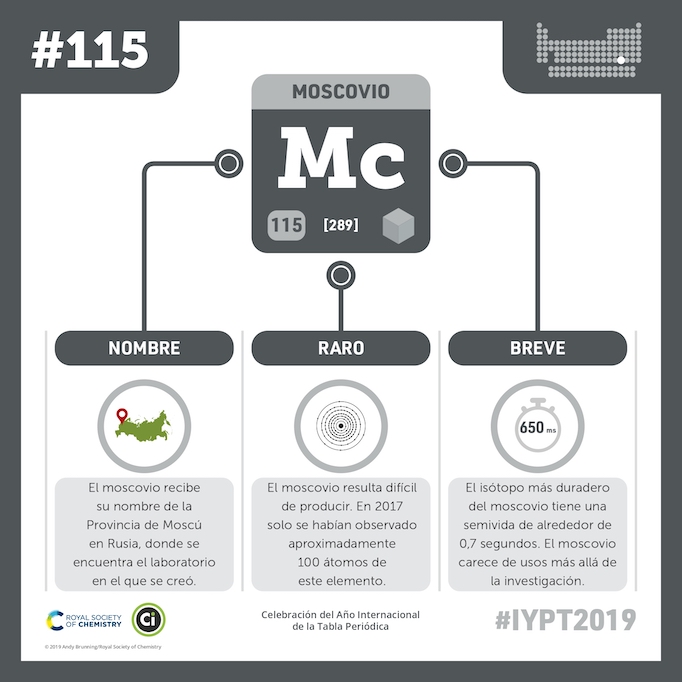 #115
MOSCOVIO
Mc
115
[289]
NOMBRE
El moscovio recibe
su nombre de la
Provincia de Moscú
en Rusia, donde se
encuentra el laboratorio
en el que se creó.
RARO
El moscovio resulta difícil
de producir. En 2017
solo se habían observado
aproximadamente
100 átomos de
este elemento.
BREVE
650 ms
El isótopo más duradero
del moscovio tiene una
semivida de alrededor de
0,7 segundos. El moscovio
carece de usos más allá de
la investigación.
ROYAL SOCIETY
OF CHEMISTRY
Ci
Celebración del Año Internacional
de la Tabla Periódica
#IYPT2019
© 2019 Andy Brunning/Royal Society of Chemistry